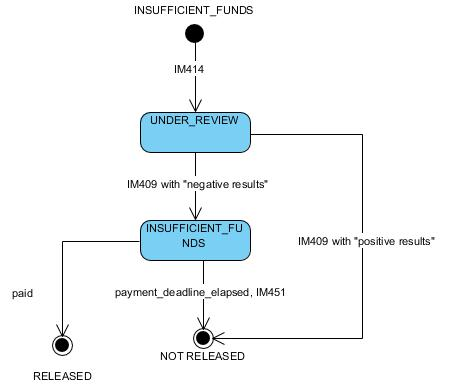 INSUFFICIENT_FUNDS
IM414
UNDER_REVIEW
IM409 with "negative results"
INSUFFICIENT_FU
NDS
IM409 with "positive results"
paid
payment_deadline_elapsed, IM451
NOT RELEASED
RELEASED